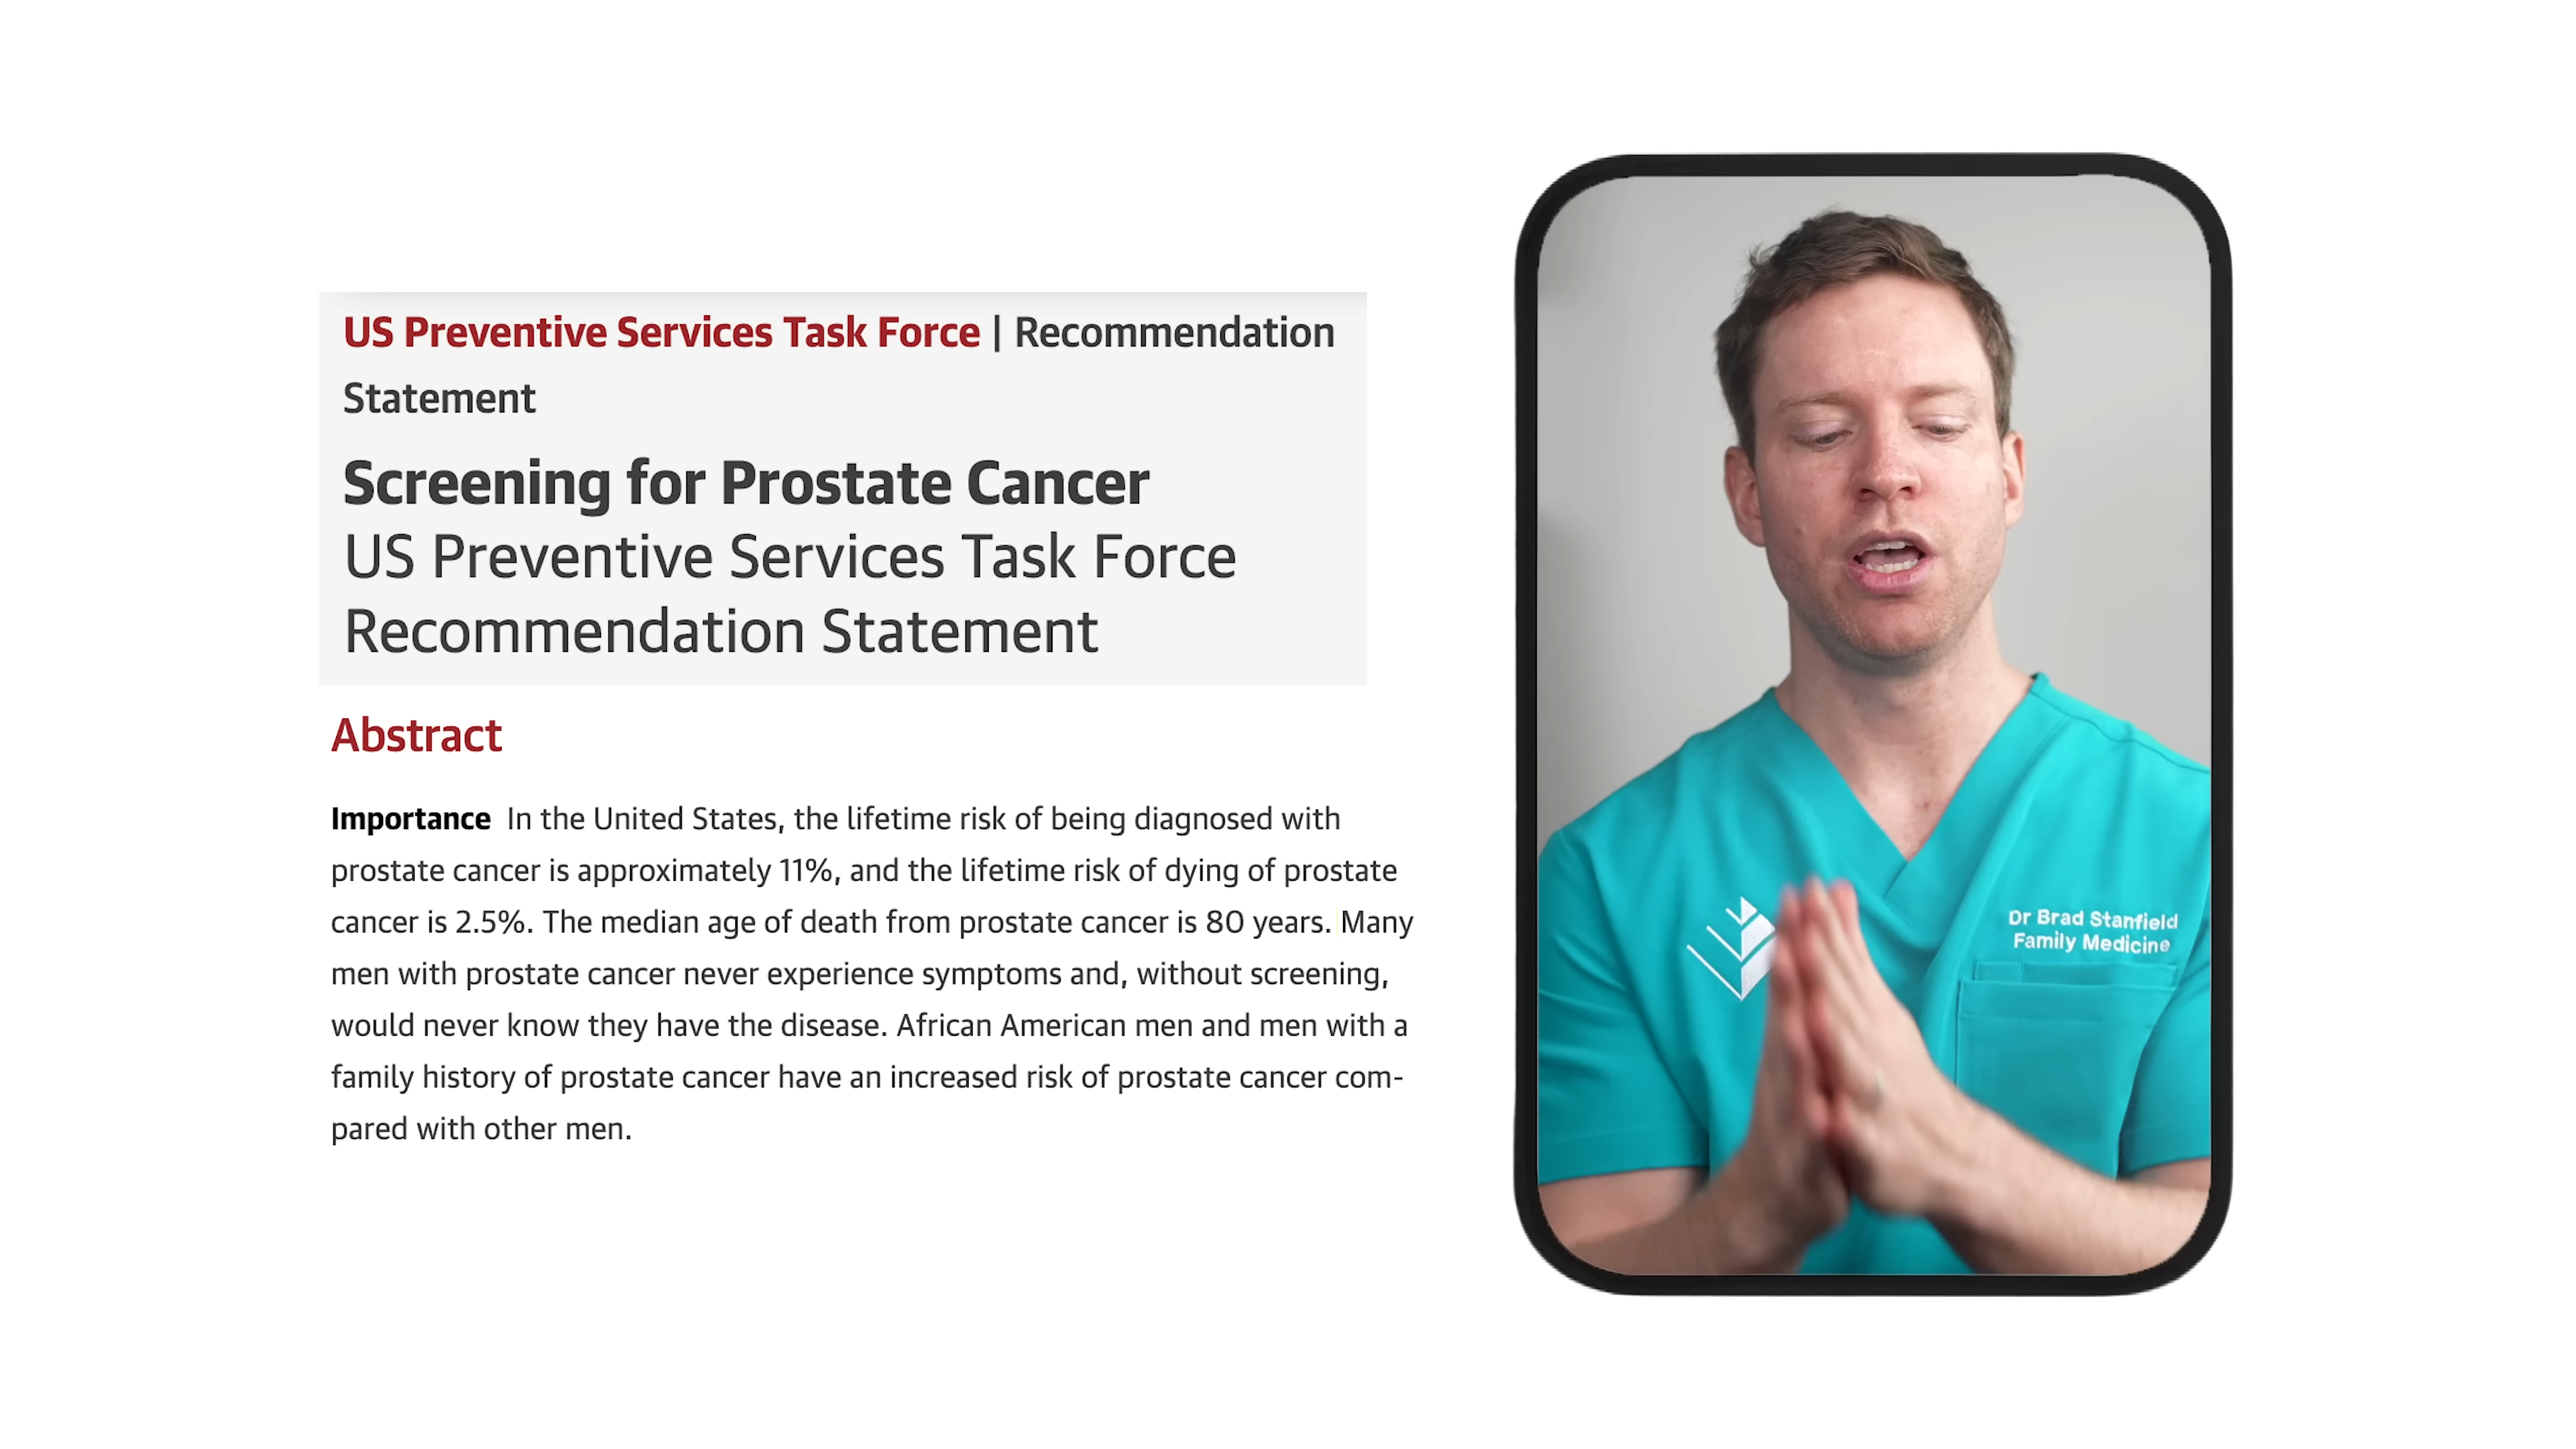 US Preventive Services Task Force | Recommendation
Statement
Screening for Prostate Cancer
US Preventive Services Task Force
Recommendation Statement
Abstract
Importance In the United States, the lifetime risk of being diagnosed with
prostate cancer is approximately 11%, and the lifetime risk of dying of prostate
cancer is 2.5%. The median age of death from prostate cancer is 80 years. Many
men with prostate cancer never experience symptoms and, without screening,
would never know they have the disease. African American men and men with a
family history of prostate cancer have an increased risk of prostate cancer com-
pared with other men.
Dr Brad Stanfield
Family Medicine